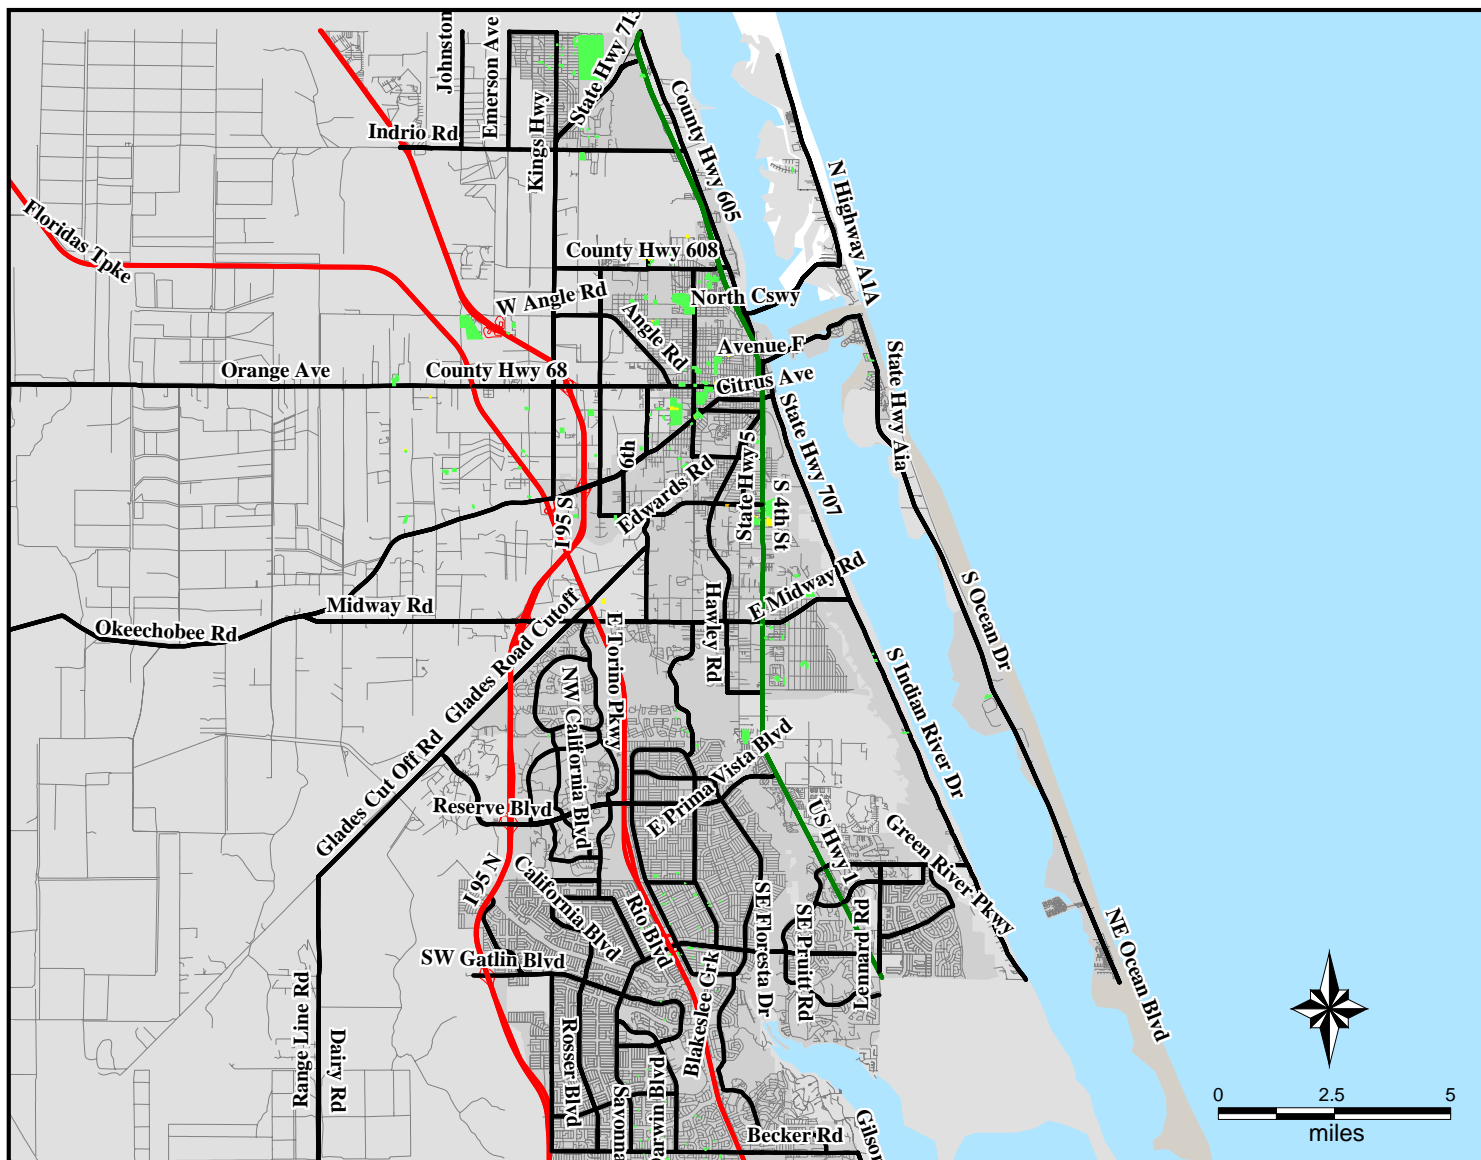 Johnston
Emerson Ave
State Hwy 713
Kings Hwy
Indrio Rd
County Hwy 605
N Highway A1A
Floridas Tpke
County Hwy 608
W Angle Rd
North Cswy
Angle Rd
Avenue F
Orange Ave
County Hwy 68
Citrus Ave
State Hwy Aia
State Hwy 707
6th
Edwards Rd
State Hwy 5
S 4th St
I 95 S
E Midway Rd
Midway Rd
Okeechobee Rd
Glades Road Cutoff
E Torino Pkwy
Hawley Rd
S Ocean Dr
S Indian River Dr
NW California Blvd
Glades Cut Off Rd
E Prima Vista Blvd
Reserve Blvd
US Hwy 1
Green River Pkwy
I 95 N
California Blvd
Rio Blvd
SE Floresta Dr
SE Pruitt Rd
Lennard Rd
NE Ocean Blvd
SW Gatlin Blvd
Blakeslee Crk
Range Line Rd
Dairy Rd
Rosser Blvd
Savonna
Darwin Blvd
Becker Rd
Gilson
0 2.5 5
miles